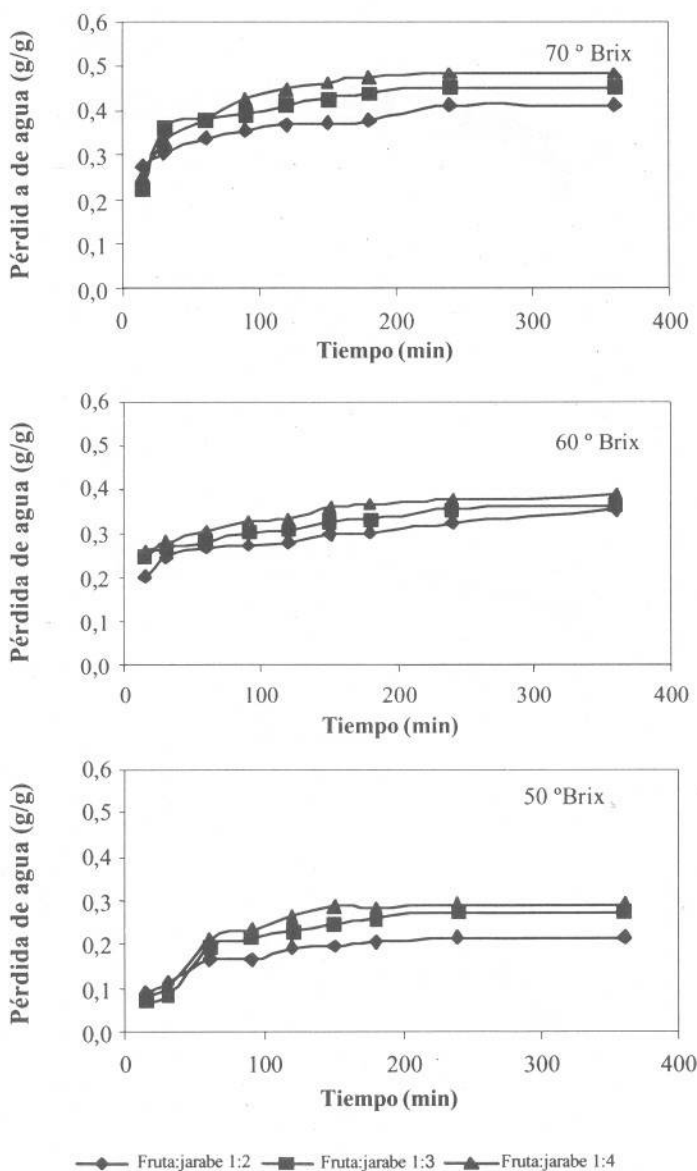 70 º Brix
Pérdid a de agua (g/g)
0,6
0,5
0,4
0,3
0,2
0,1
0,0
0 100 200 300 400
Tiempo (min)
60 º Brix
Pérdida de agua (g/g)
0,6
0,5
0,4
0,3
0,2
0,1
0,0
0 100 200 300 400
Tiempo (min)
50 ºBrix
Pérdida de agua (g/g)
0,6
0,5
0,4
0,3
0,2
0,1
0,0
0 100 200 300 400
Tiempo (min)
Fruta:jarabe 1:2 Fruta:jarabe 1:3 Fruta:jarabe 1:4